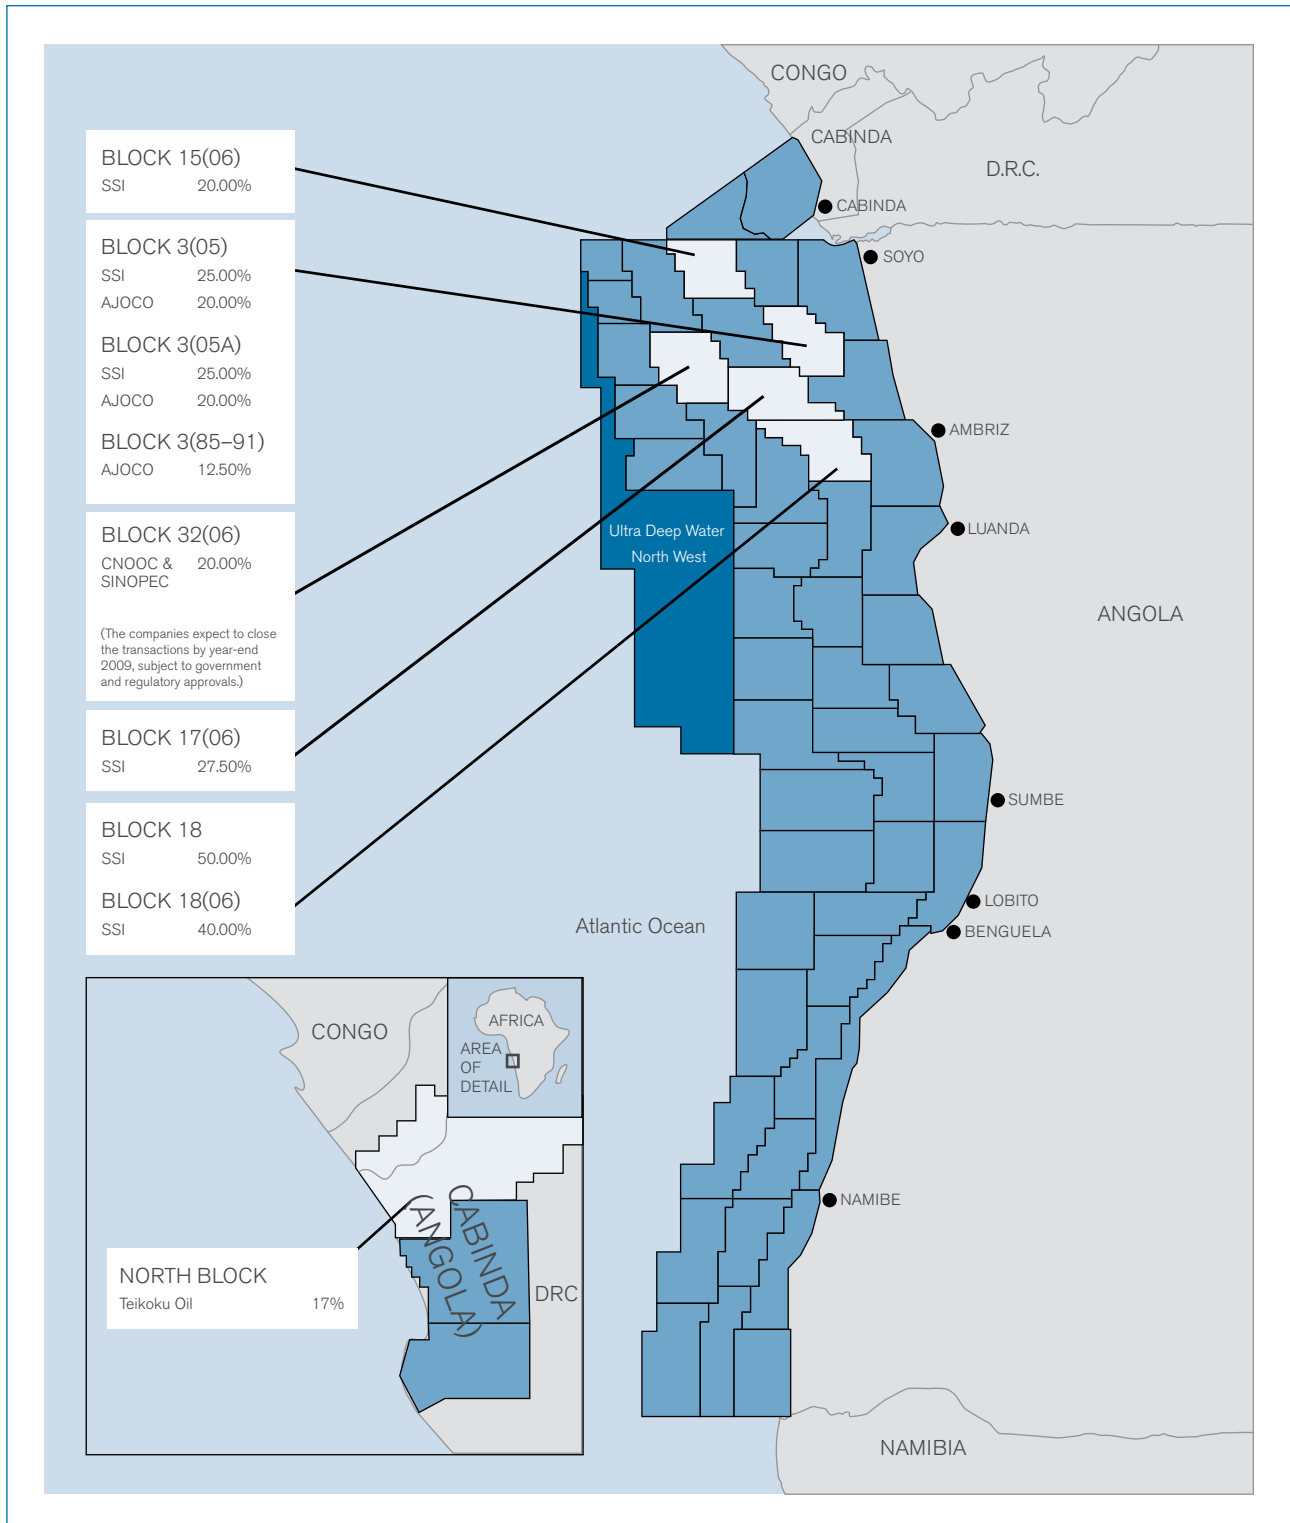 BLOCK 15(06)
SSI 20.00%
BLOCK 3(05)
SSI 25.00%
AJOCO 20.00%
BLOCK 3(05A)
SSI 25.00%
AJOCO 20.00%
BLOCK 3(85–91)
AJOCO 12.50%
BLOCK 32(06)
CNOOC & 20.00%
SINOPEC
(The companies expect to close
the transactions by year-end
2009, subject to government
and regulatory approvals.)
BLOCK 17(06)
SSI 27.50%
BLOCK 18
SSI 50.00%
BLOCK 18(06)
SSI 40.00%
CONGO
CABINDA
D.R.C.
CABINDA
SOYO
AMBRIZ
LUANDA
Ultra Deep Water
North West
ANGOLA
SUMBE
LOBITO
BENGUELA
Atlantic Ocean
NAMIBE
NAMIBIA
CONGO
AFRICA
AREA
OF
DETAIL
CABINDA
(ANGOLA)
DRC
NORTH BLOCK
Teikoku Oil 17%